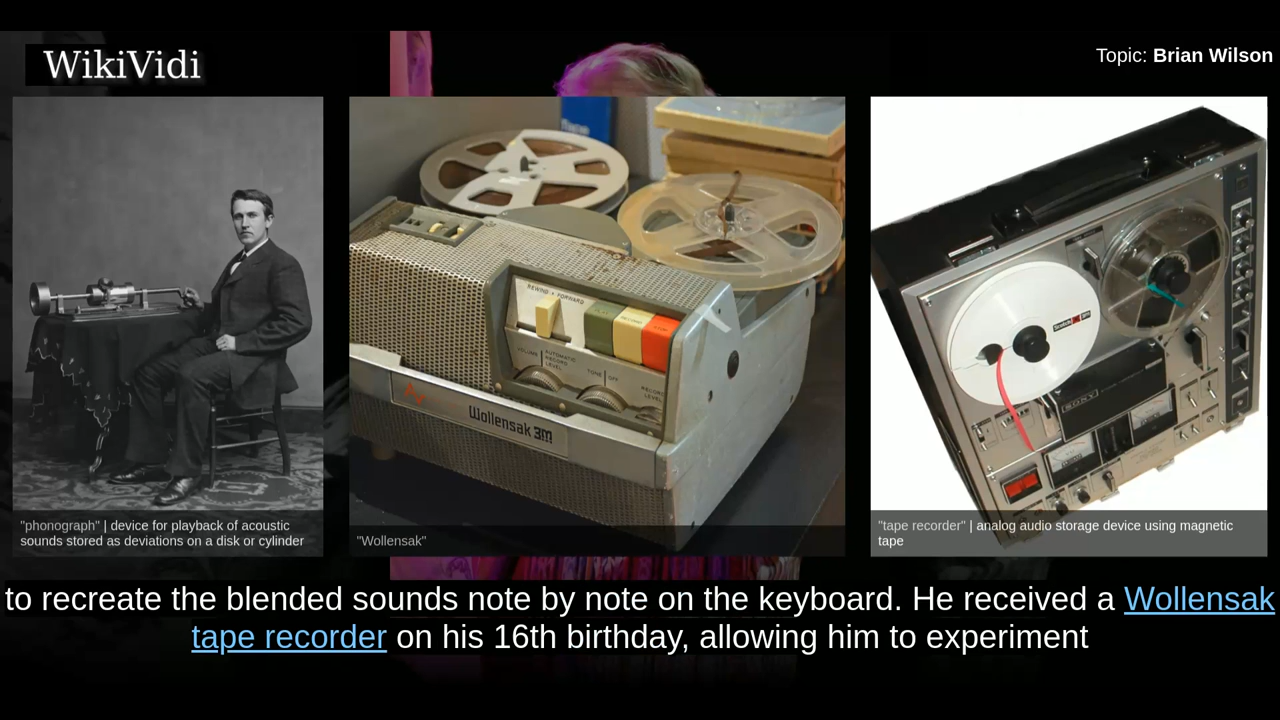 WikiVidi
Topic: Brian Wilson
REWIND • FORWARD
VOLUME
AUTOMATIC
RECORD
LEVEL
TONE
OFF
RECORD
LEVEL
Wollensak 3M
Scotch
SONY
"phonograph" | device for playback of acoustic
sounds stored as deviations on a disk or cylinder
"Wollensak"
"tape recorder" | analog audio storage device using magnetic
tape
to recreate the blended sounds note by note on the keyboard. He received a Wollensak
tape recorder on his 16th birthday, allowing him to experiment